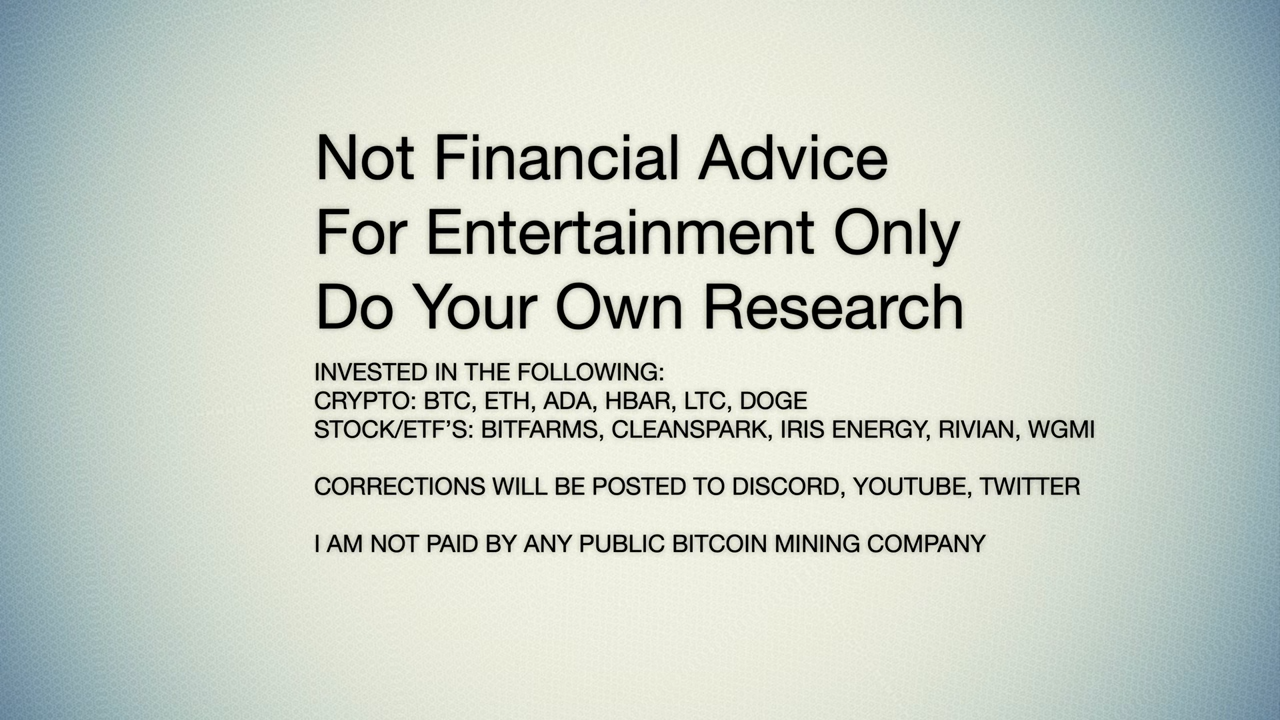 Not Financial Advice
For Entertainment Only
Do Your Own Research
INVESTED IN THE FOLLOWING:
CRYPTO: BTC, ETH, ADA, HBAR, LTC, DOGE
STOCK/ETF’S: BITFARMS, CLEANSPARK, IRIS ENERGY, RIVIAN, WGMI
CORRECTIONS WILL BE POSTED TO DISCORD, YOUTUBE, TWITTER
I AM NOT PAID BY ANY PUBLIC BITCOIN MINING COMPANY